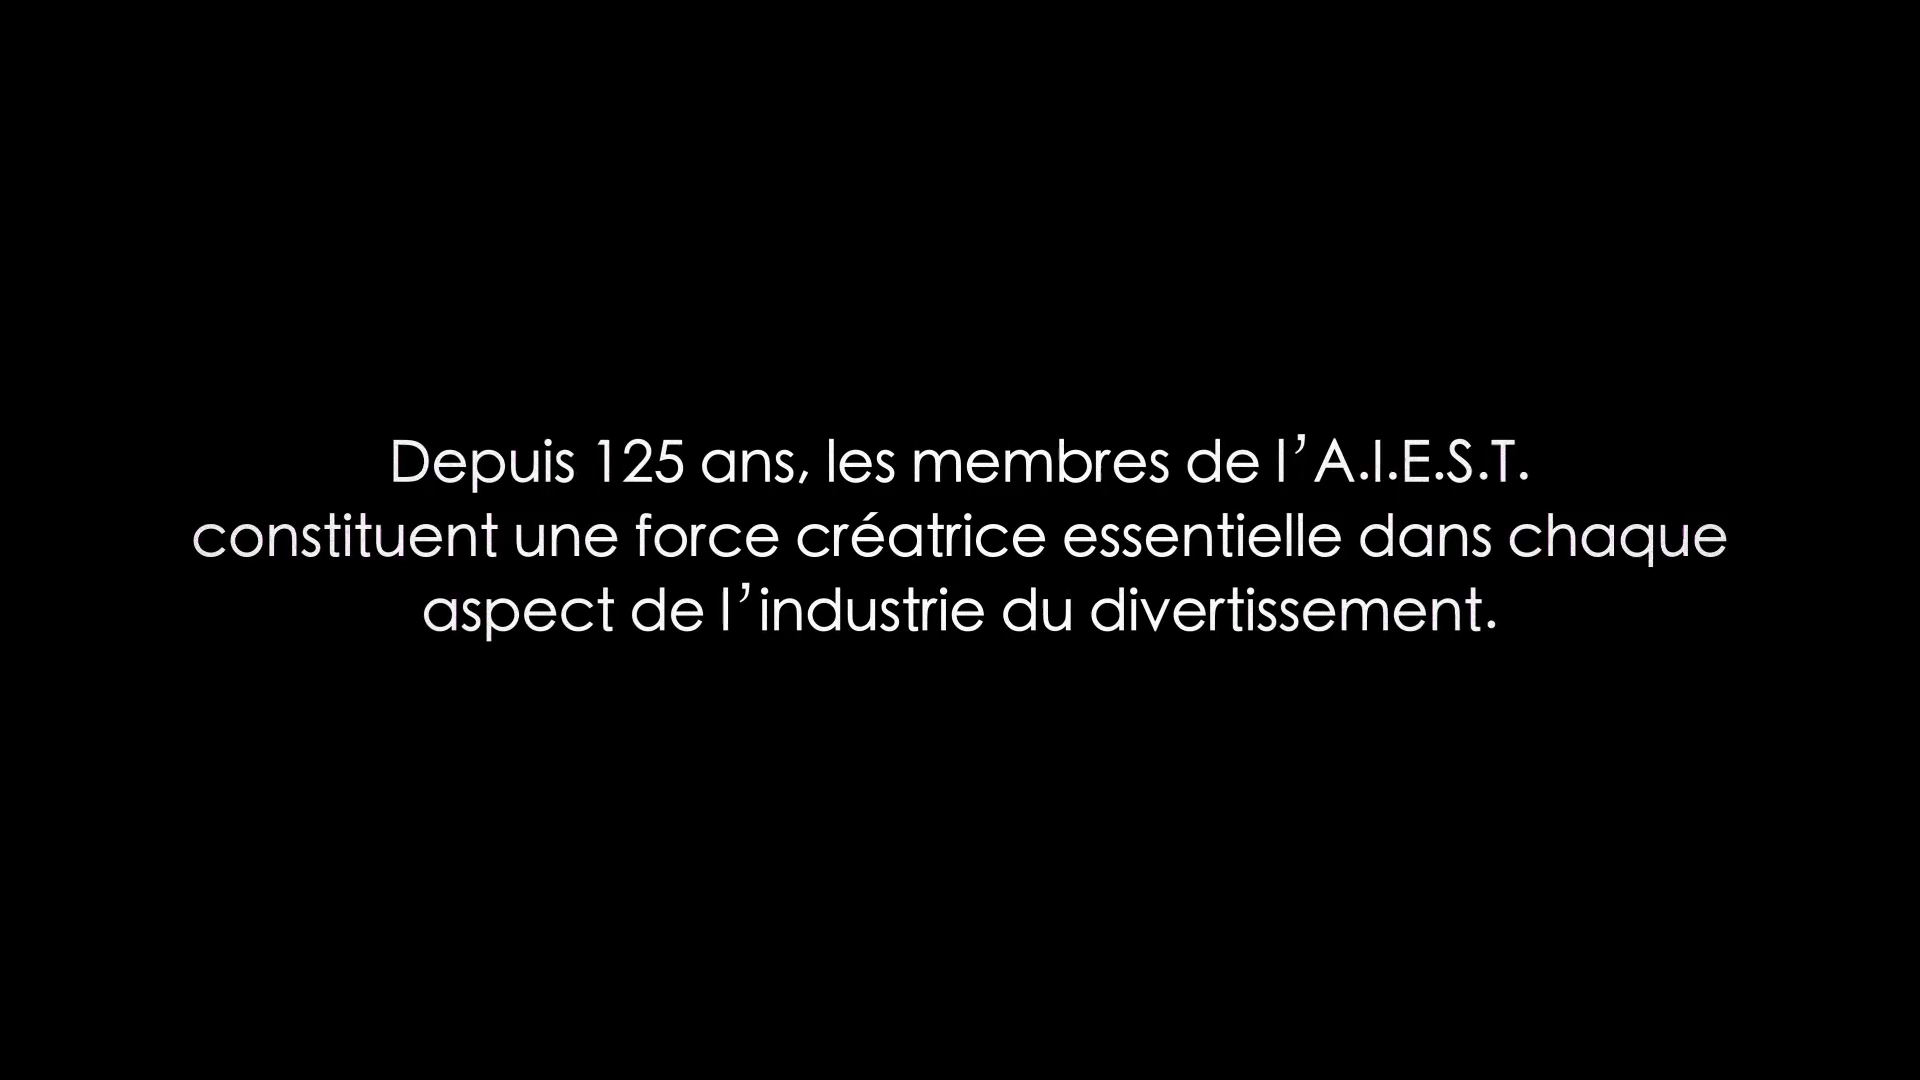 Depuis 125 ans, les membres de l’A.I.E.S.T.
constituent une force créatrice essentielle dans chaque
aspect de l’industrie du divertissement.